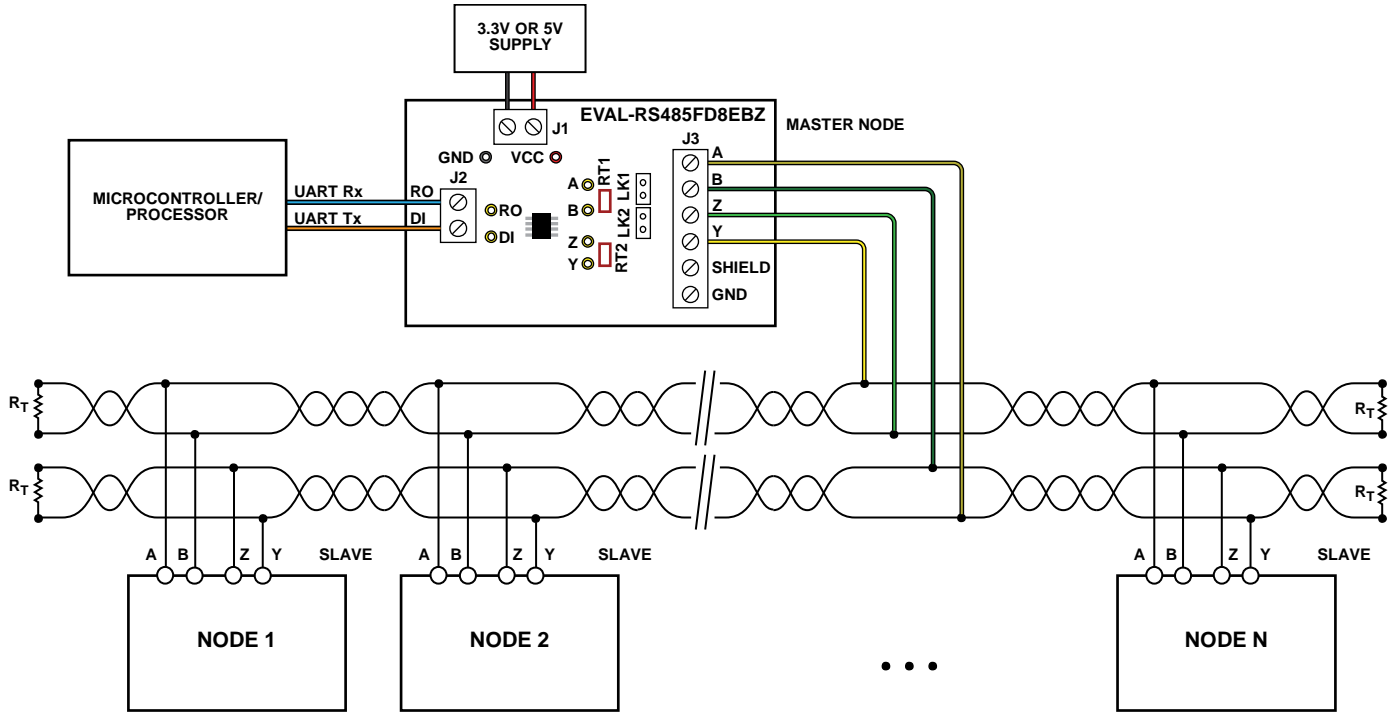 3.3V OR 5V
SUPPLY
EVAL-RS485FD8EBZ
MASTER NODE
J1
GND
VCC
J2
J3
MICROCONTROLLER/
PROCESSOR
UART Rx
RO
UART Tx
DI
RO
DI
A
B
RT1
LK1
LK2
Z
Y
RT2
A
B
Z
Y
SHIELD
GND
RT
RT
RT
RT
A B Z Y SLAVE
A B Z Y SLAVE
A B Z Y SLAVE
NODE 1
NODE 2
NODE N